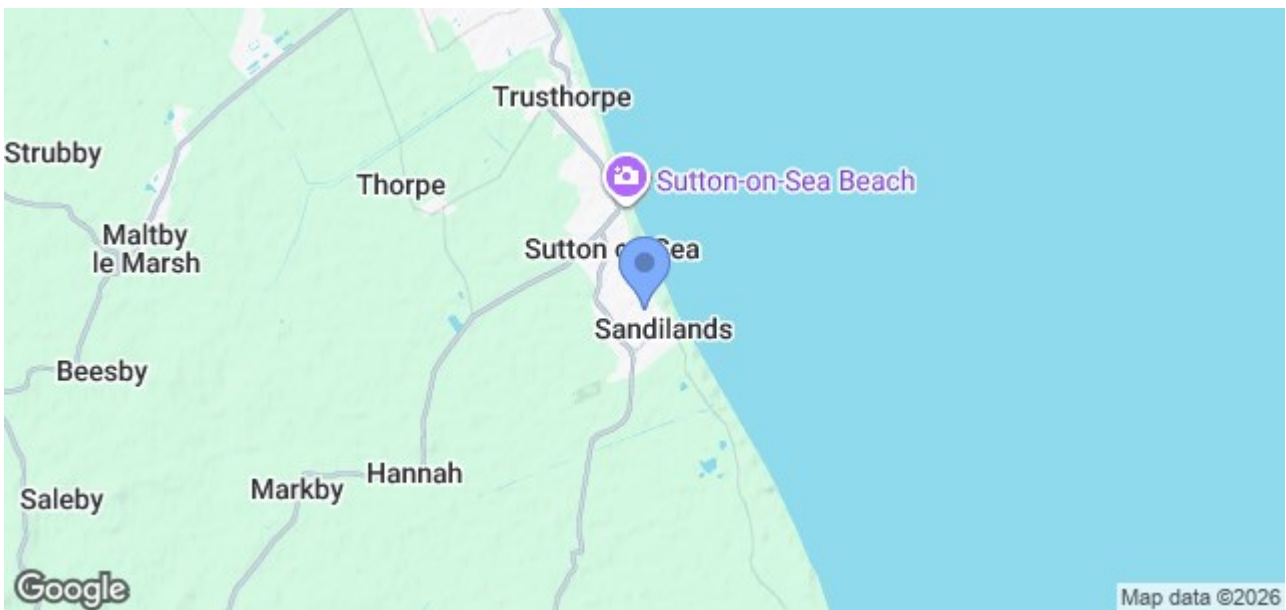 Trusthorpe
Strubby
Thorpe
Sutton-on-Sea Beach
Maltby
le Marsh
Sutton on Sea
Sandilands
Beesby
Hannah
Markby
Saleby
Google
Map data ©2026